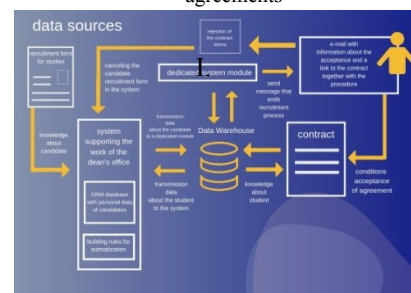 agreements
data sources
rejection of
the contract
terms
recruitment form
for studies
canceling the
candidate
recruitment form
in the system
dedicated system module
e-mail with
information about the
acceptance and a
link to the contract
together with the
procedure
send
message that
ends
recruitment
process
knowledge
about
candidate
system
supporting the
work of the
dean's office
transmission
data
about the candidate
to a dedicated module
Data Warehouse
contract
CRM database
with personal data
of candidates
transmission
data
about the student
to the system
knowledge
about
student
conditions
acceptance
of agreement
building rules for
automatization